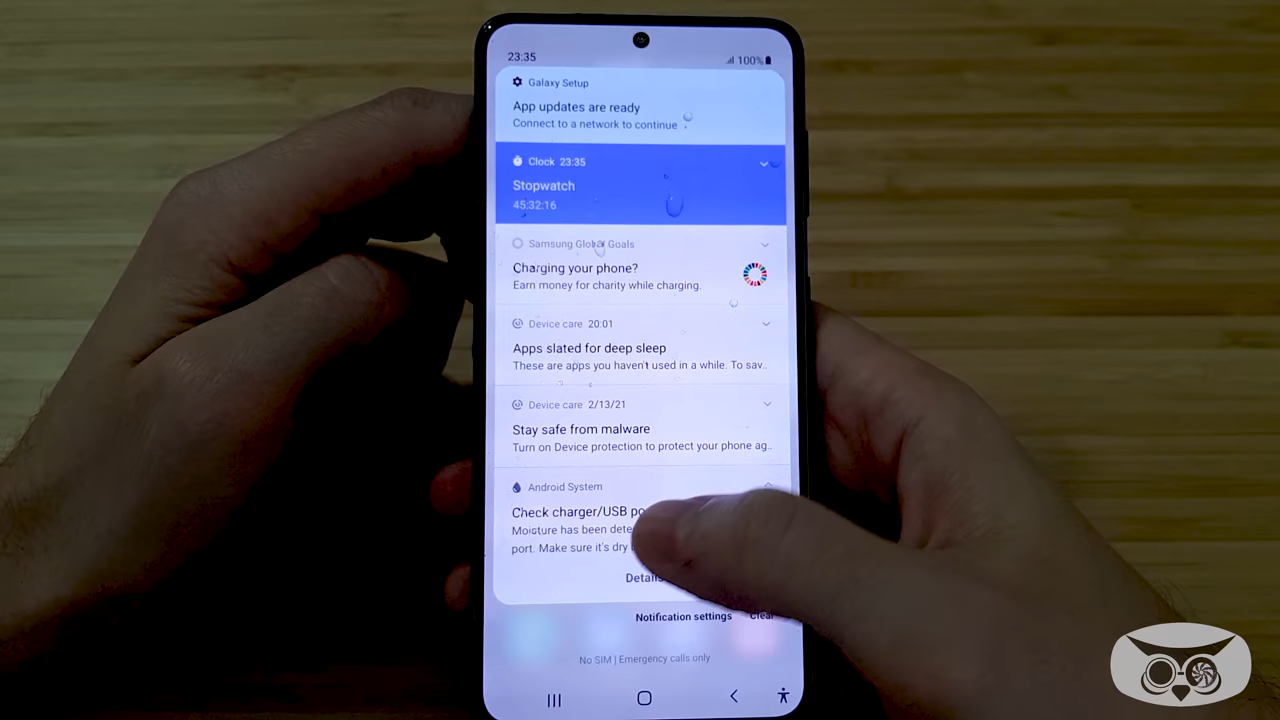 23:35
100%
Galaxy Setup
App updates are ready
Connect to a network to continue
Clock 23:35
Stopwatch
45:32:16
Samsung Global Goals
Charging your phone?
Earn money for charity while charging.
Device care 20:01
Apps slated for deep sleep
These are apps you haven't used in a while. To sav..
Device care 2/13/21
Stay safe from malware
Turn on Device protection to protect your phone ag..
Android System
Check charger/USB
Moisture has been
port. Make sure it's dry
Details
Notification settings Clear
No SIM | Emergency calls only